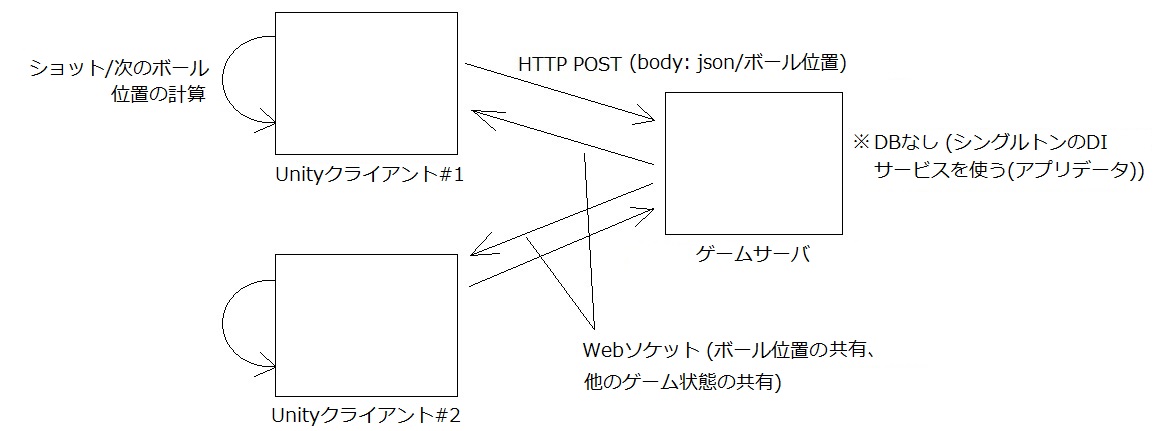 ショット/次のボール
位置の計算
HTTP POST (body: json/ボール位置)
Unityクライアント#1
※ DBなし (シングルトンのDI
サービスを使う(アプリデータ))
ゲームサーバ
Webソケット (ボール位置の共有、
他のゲーム状態の共有)
Unityクライアント#2